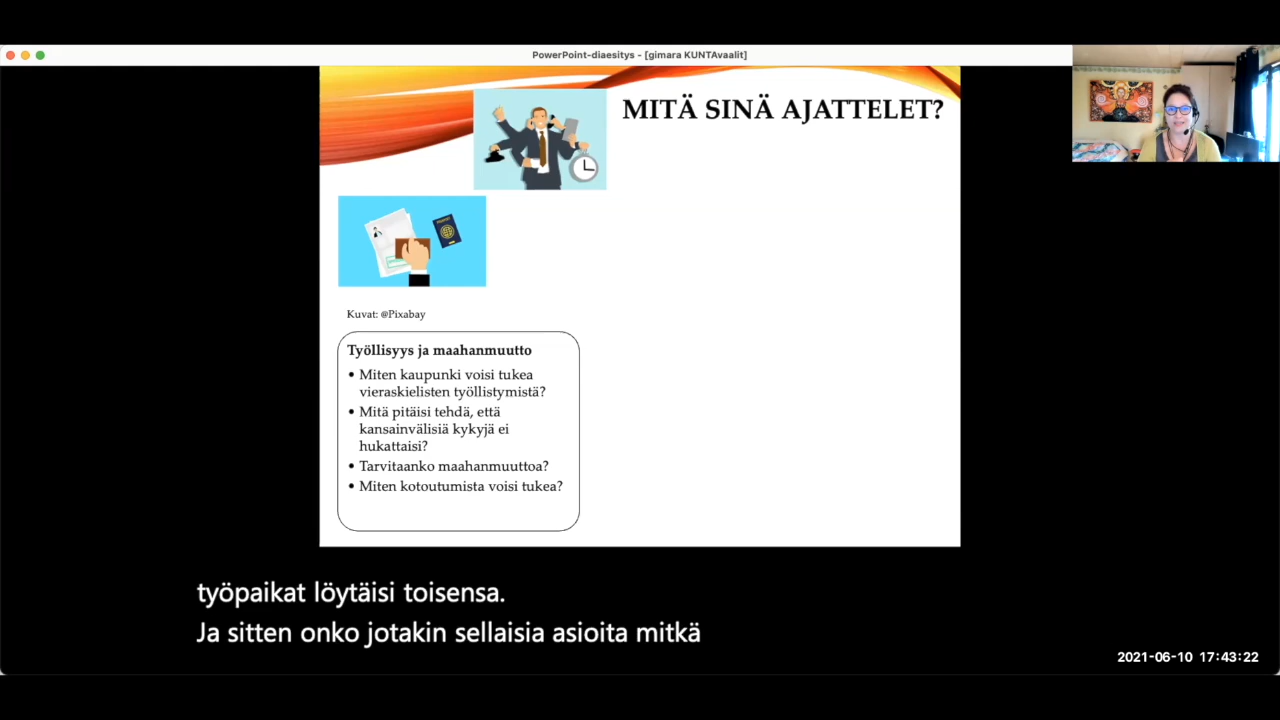 PowerPoint-diaesitys - [gimara KUNTAvaalit]
MITÄ SINÄ AJATTELET?
Kuvat: @Pixabay
Työllisyys ja maahanmuutto
• Miten kaupunki voisi tukea
vieraskielisten työllistymistä?
• Mitä pitäisi tehdä, että
kansainvälisiä kykyjä ei
hukattaisi?
• Tarvitaanko maahanmuuttoa?
• Miten kotoutumista voisi tukea?
työpaikat löytäisi toisensa.
Ja sitten onko jotakin sellaisia asioita mitkä
2021-06-10 17:43:22